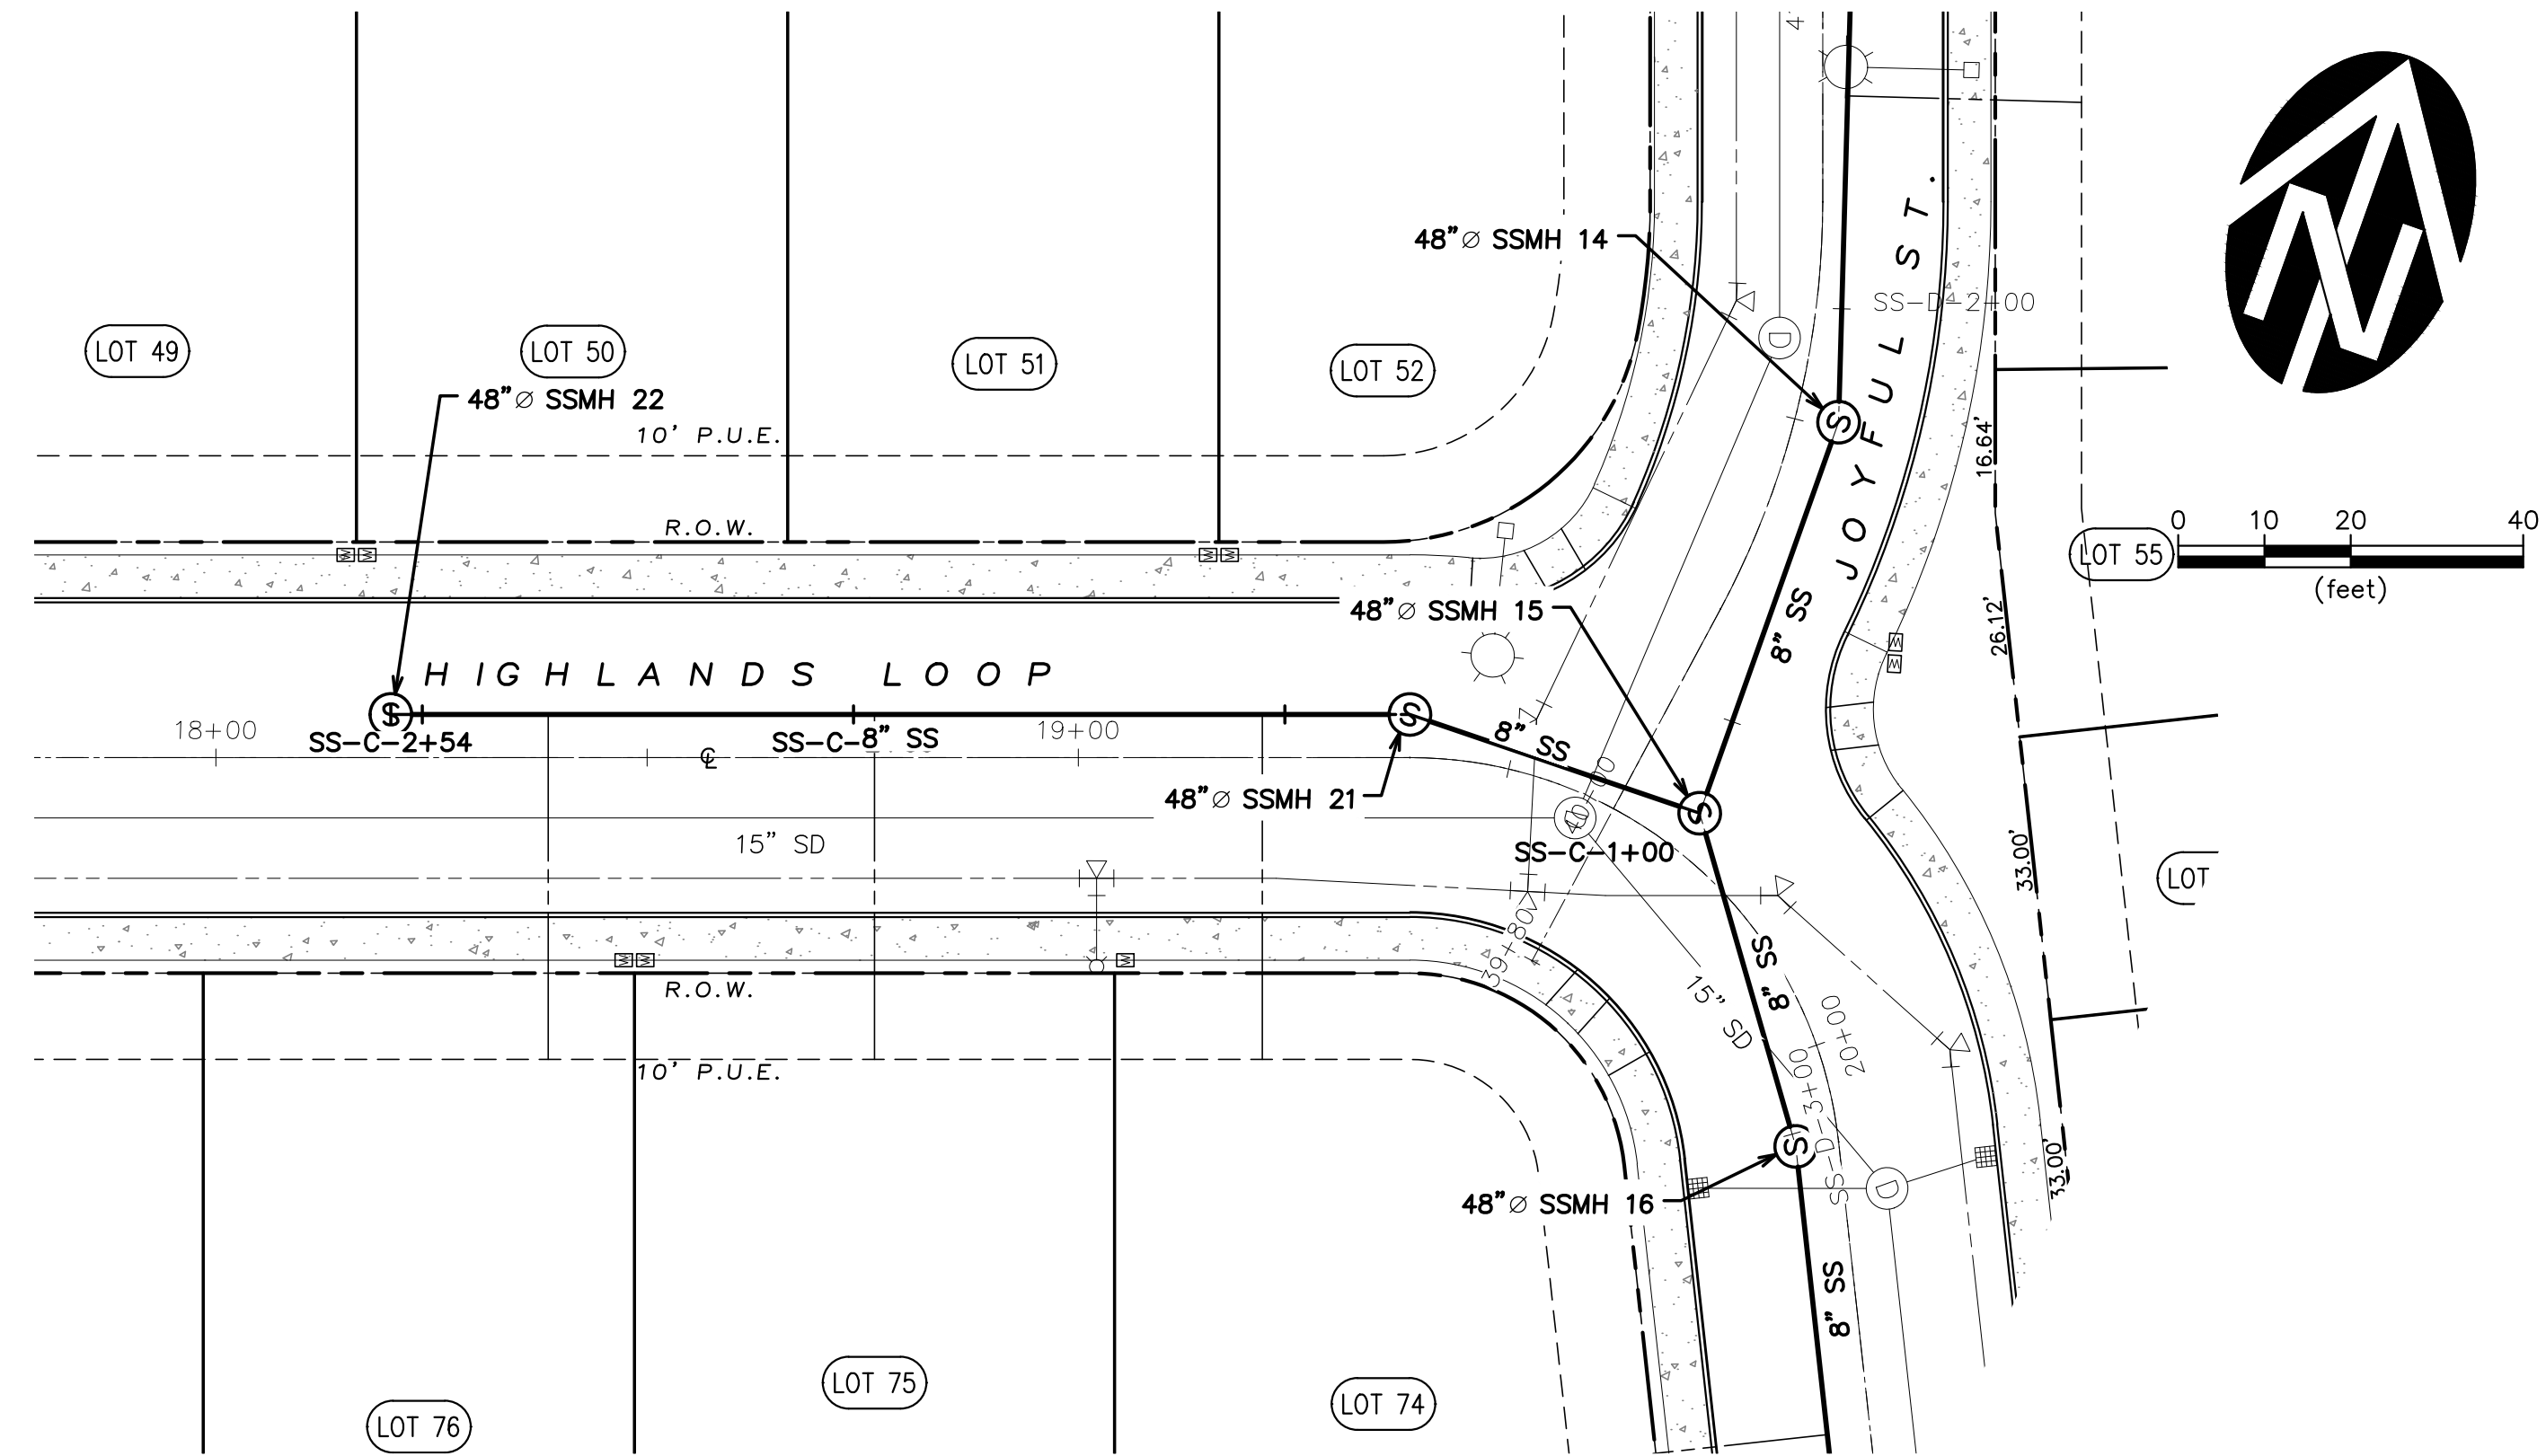 4
48"∅ SSMH 14
JOYFUL ST.
SS-D-2+00
N
LOT 49
LOT 50
LOT 51
LOT 52
48"∅ SSMH 22
10' P.U.E.
R.O.W.
W W
W W
D
S
16.64'
0 10 20 40
(feet)
LOT 55
48"∅ SSMH 15
8" SS
26.12'
W
W
HIGHLANDS LOOP
S
S
8" SS
18+00
SS-C-2+54
SS-C-8" SS
19+00
℄
48"∅ SSMH 21
40+00
D
S
SS-C-1+00
15" SD
33.00'
LOT
39+80
8" SS
W W
W
R.O.W.
15" SD
20+00
10' P.U.E.
SS-D-3+00
S
D
33.00'
48"∅ SSMH 16
8" SS
LOT 76
LOT 75
LOT 74